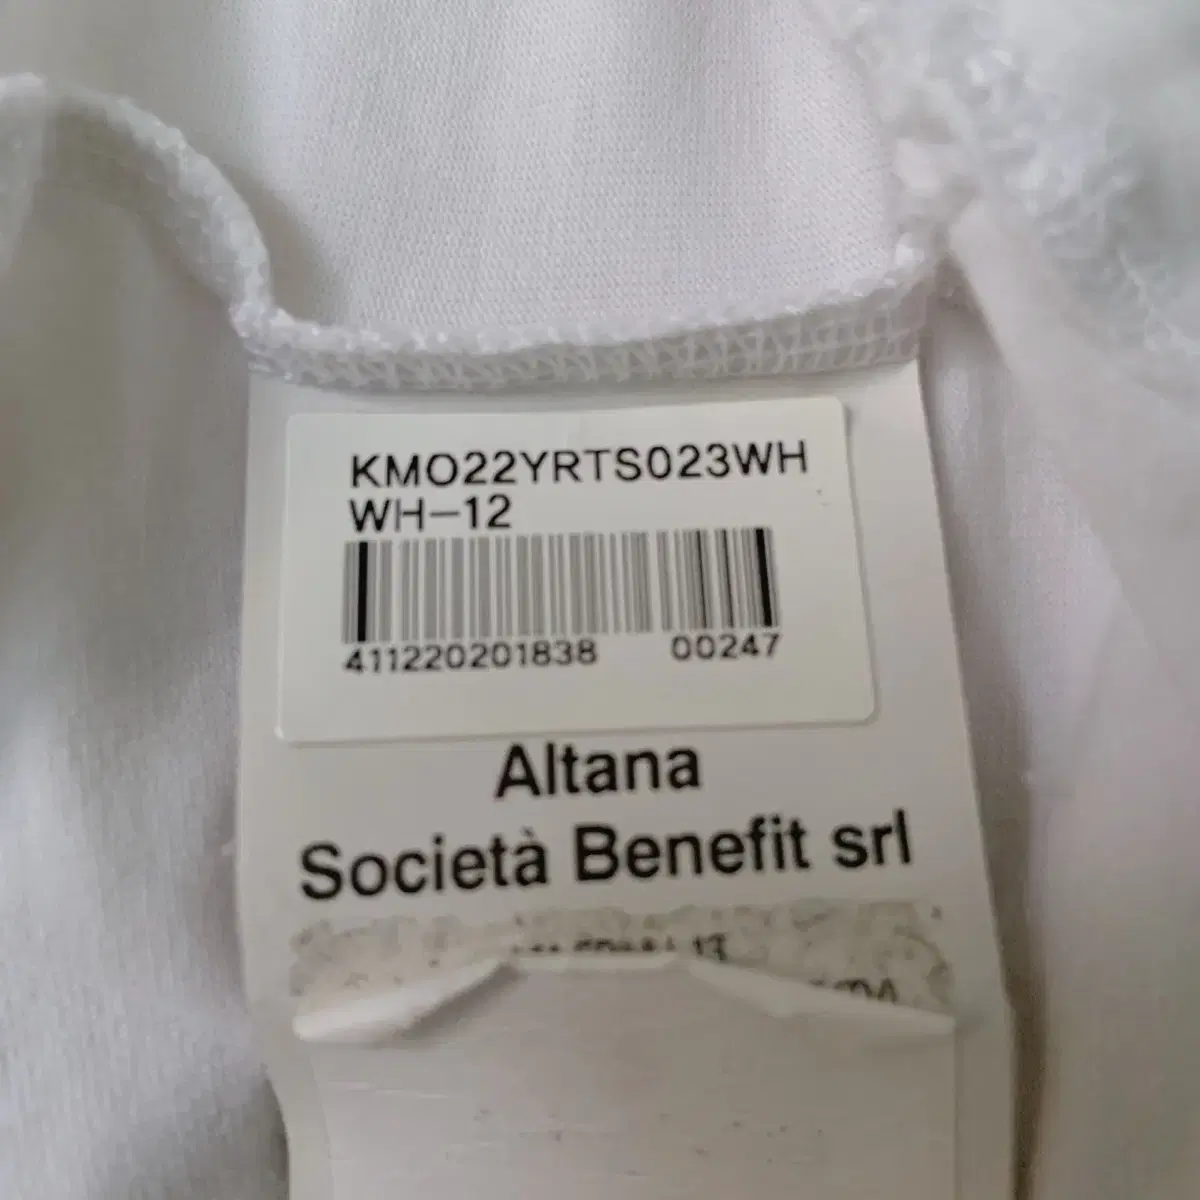 KMO22YRTS023WH
WH-12
411220201838 00247
Altana
Società Benefit srl